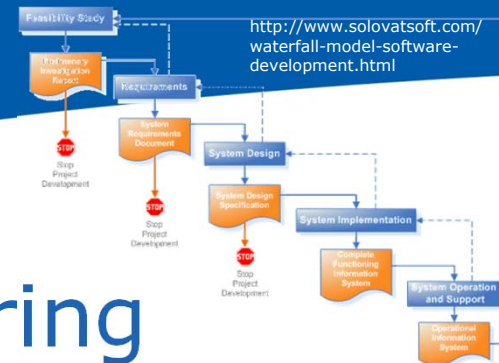 http://www.solovatsoft.com/
waterfall-model-software-
development.html
Feasibility Study
Preliminary
Investigation
Report
Requirements
STOP
Stop
Project
Development
System
Requirements
Document
System Design
STOP
Stop
Project
Development
System Design
Specification
System Implementation
STOP
Stop
Project
Development
Complete
Functioning
Information
System
System Operation
and Support
Operational
Information
System
ring